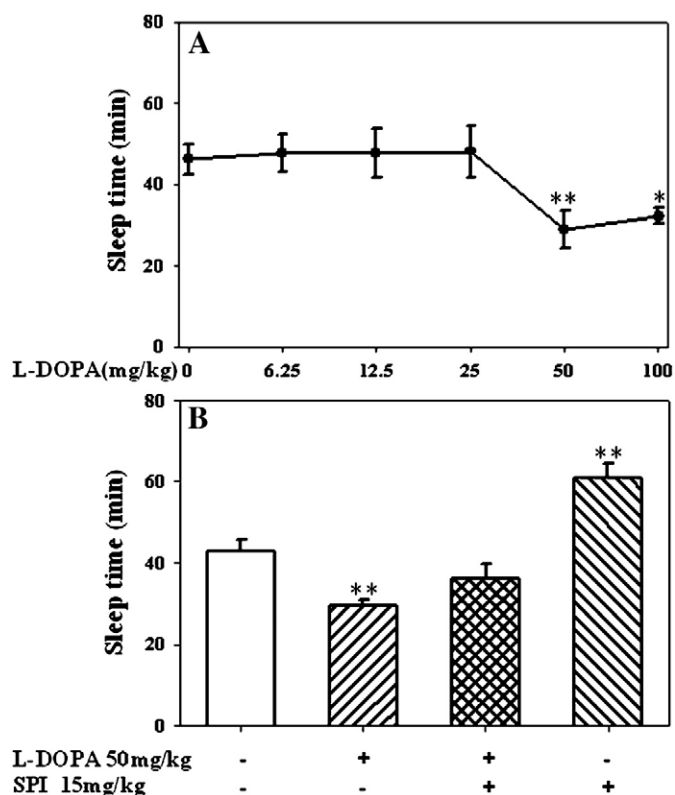 80
A
60
Sleep time (min)
40
** *
20
0
L-DOPA(mg/kg) 0 6.25 12.5 25 50 100
80
B
**
60
Sleep time (min)
40
**
20
0
L-DOPA 50mg/kg - + + -
SPI 15mg/kg - - + +